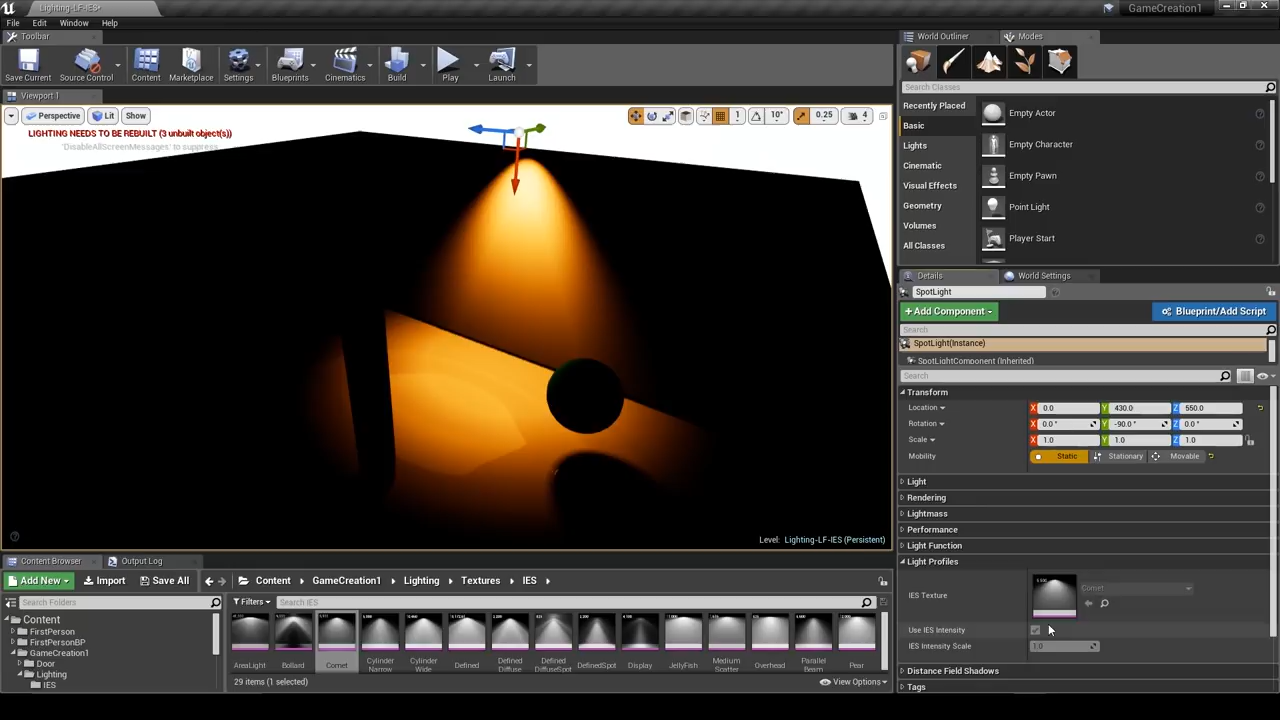 Lighting-LF-IES*
GameCreation1
File Edit Window Help
Toolbar
World Outliner
Modes
Save Current
Source Control
Content
Marketplace
Settings
Blueprints
Cinematics
Build
Play
Launch
Search Classes
Viewport 1
Perspective
Lit
Show
1
10°
0.25
4
LIGHTING NEEDS TO BE REBUILT (3 unbuilt object(s))
'DisableAllScreenMessages' to suppress
Recently Placed
Basic
Lights
Cinematic
Visual Effects
Geometry
Volumes
All Classes
Empty Actor
Empty Character
Empty Pawn
Point Light
Player Start
Details
World Settings
SpotLight
+Add Component
Blueprint/Add Script
Search
SpotLight(Instance)
SpotLightComponent (Inherited)
Search
Transform
Location X 0.0 Y 430.0 Z 550.0
Rotation X 0.0 ° Y -90.0 ° Z 0.0 °
Scale X 1.0 Y 1.0 Z 1.0
Mobility Static Stationary Movable
Light
Rendering
Lightmass
Performance
Light Function
Light Profiles
IES Texture
Comet
Use IES Intensity
IES Intensity Scale 1.0
Distance Field Shadows
Tags
Level: Lighting-LF-IES (Persistent)
Content Browser
Output Log
Add New
Import
Save All
Content
GameCreation1
Lighting
Textures
IES
Search Folders
Filters
Search IES
Content
FirstPerson
FirstPersonBP
GameCreation1
Door
Lighting
IES
AreaLight
Bollard
Comet
Cylinder Narrow
Cylinder Wide
Defined
Defined Diffuse
Defined DiffuseSpot
DefinedSpot
Display
JellyFish
Medium Scatter
Overhead
Parallel Beam
Pear
29 items (1 selected)
View Options